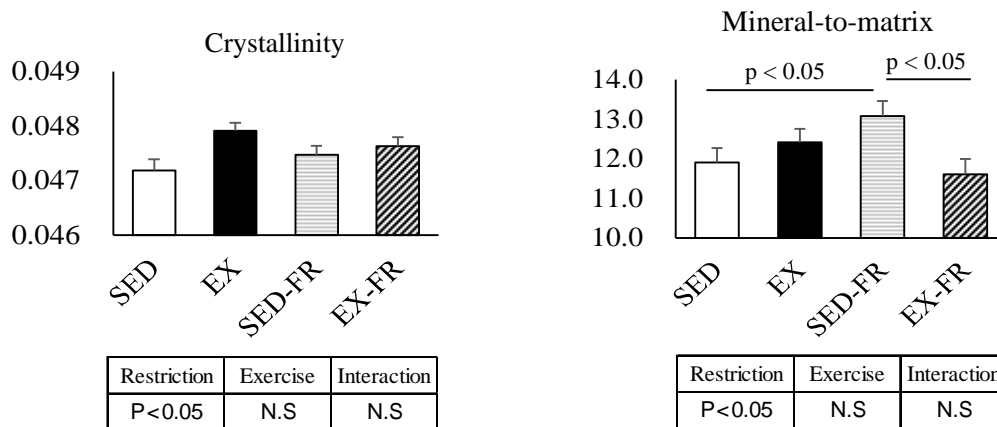 Crystallinity
0.049
0.048
0.047
0.046
SED
EX
SED-FR
EX-FR
Restriction Exercise Interaction
P<0.05 N.S N.S
Mineral-to-matrix
p < 0.05
p < 0.05
14.0
13.0
12.0
11.0
10.0
SED
EX
SED-FR
EX-FR
Restriction Exercise Interaction
P<0.05 N.S N.S